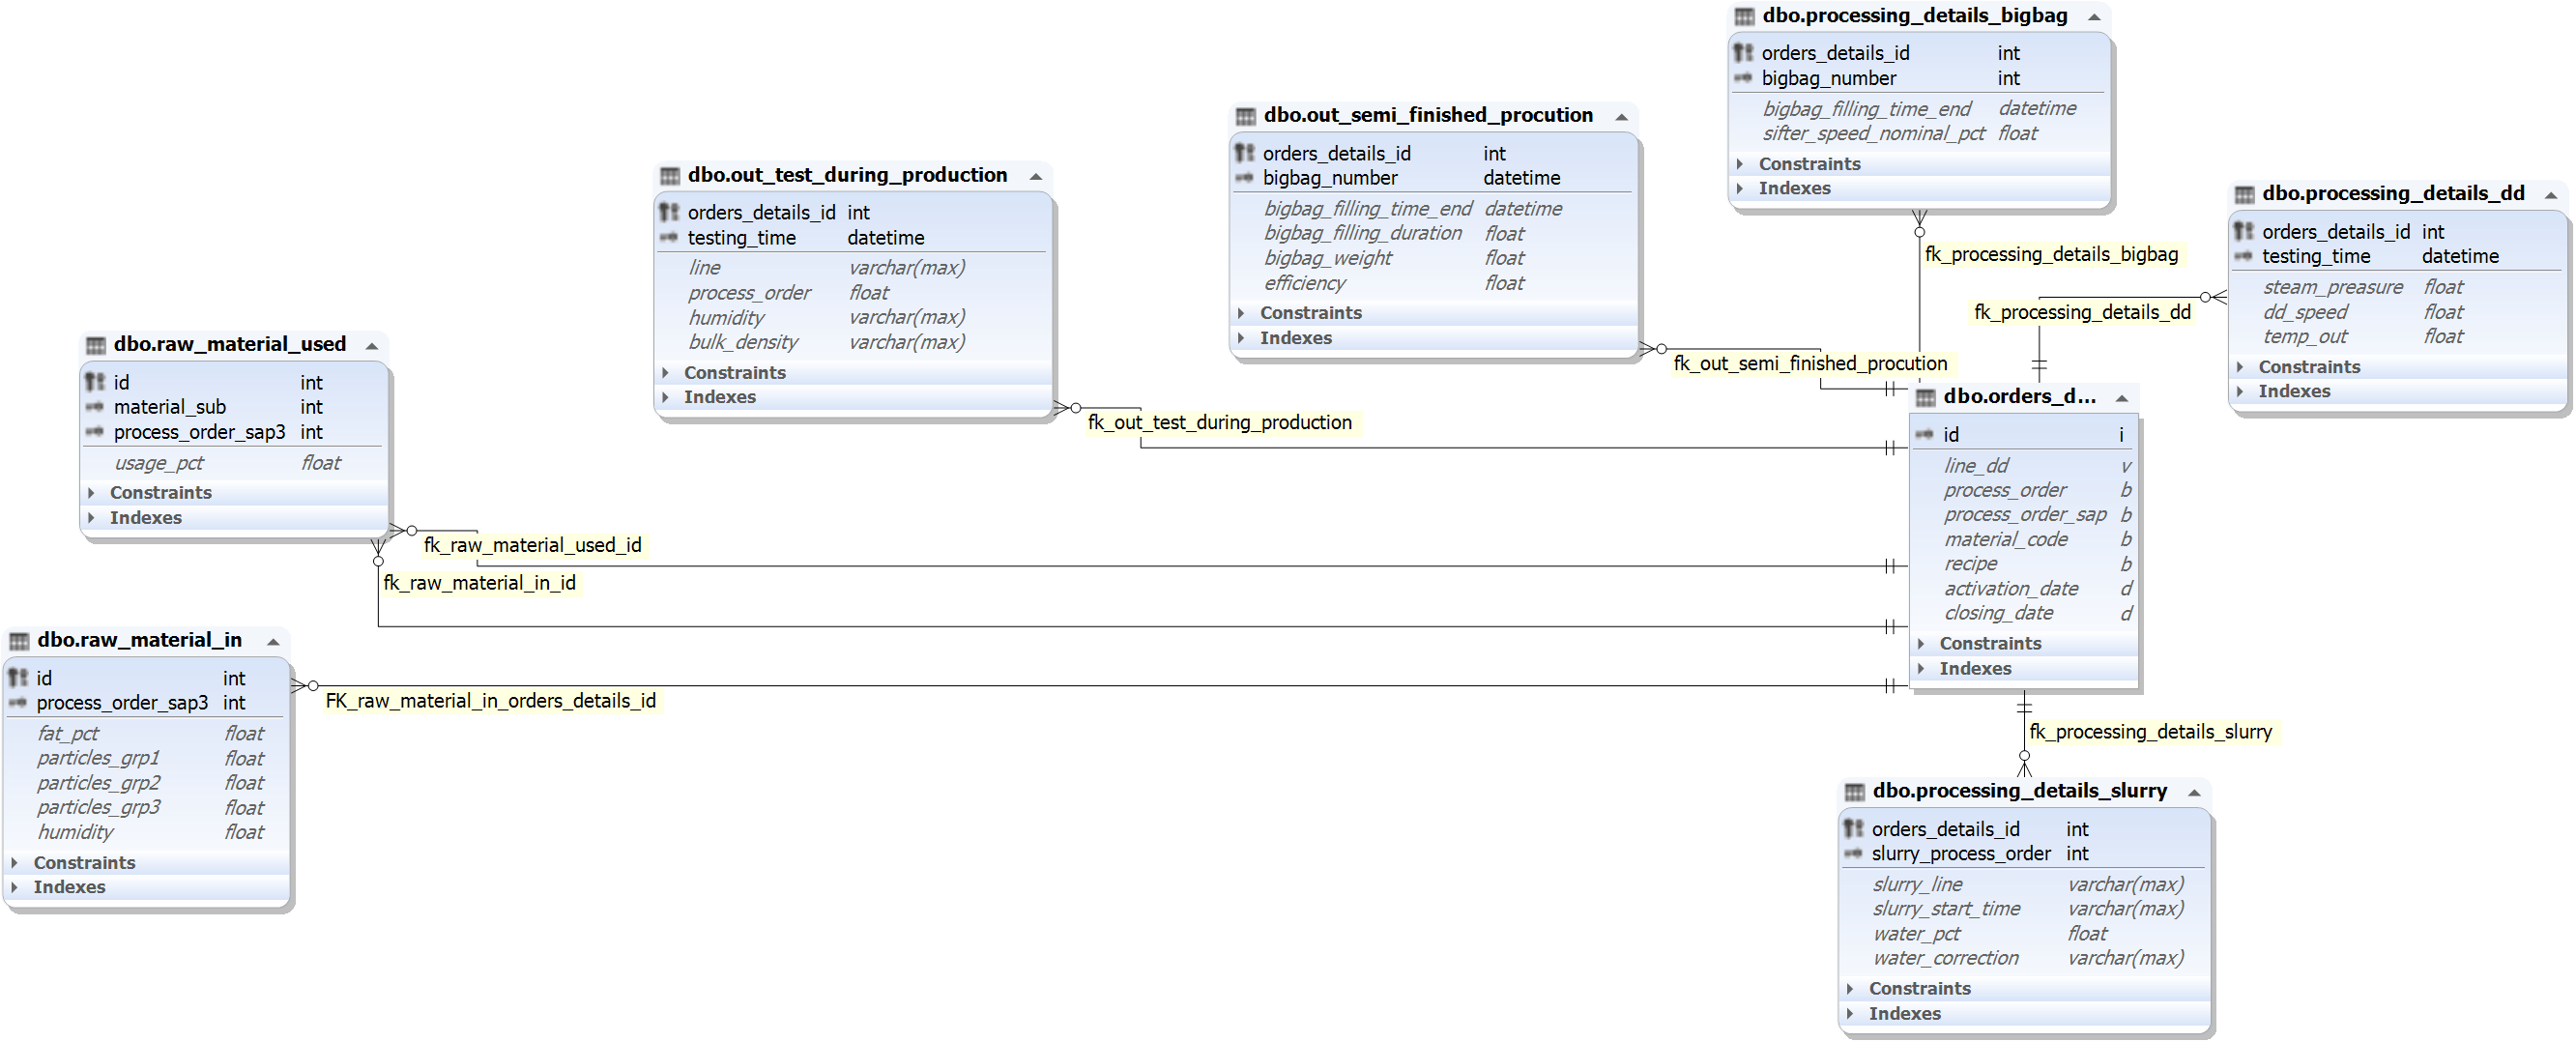 dbo.processing_details_bigbag
orders_details_id int
bigbag_number int
bigbag_filling_time_end datetime
sifter_speed_nominal_pct float
Constraints
Indexes
dbo.out_semi_finished_procution
orders_details_id int
bigbag_number datetime
bigbag_filling_time_end datetime
bigbag_filling_duration float
bigbag_weight float
efficiency float
Constraints
Indexes
dbo.out_test_during_production
orders_details_id int
testing_time datetime
line varchar(max)
process_order float
humidity varchar(max)
bulk_density varchar(max)
Constraints
Indexes
dbo.processing_details_dd
orders_details_id int
testing_time datetime
steam_preasure float
dd_speed float
temp_out float
Constraints
Indexes
fk_processing_details_bigbag
fk_processing_details_dd
fk_out_semi_finished_procution
fk_out_test_during_production
dbo.raw_material_used
id int
material_sub int
process_order_sap3 int
usage_pct float
Constraints
Indexes
dbo.orders_d...
id i
line_dd v
process_order b
process_order_sap b
material_code b
recipe b
activation_date d
closing_date d
Constraints
Indexes
fk_raw_material_used_id
fk_raw_material_in_id
dbo.raw_material_in
id int
process_order_sap3 int
fat_pct float
particles_grp1 float
particles_grp2 float
particles_grp3 float
humidity float
Constraints
Indexes
FK_raw_material_in_orders_details_id
fk_processing_details_slurry
dbo.processing_details_slurry
orders_details_id int
slurry_process_order int
slurry_line varchar(max)
slurry_start_time varchar(max)
water_pct float
water_correction varchar(max)
Constraints
Indexes